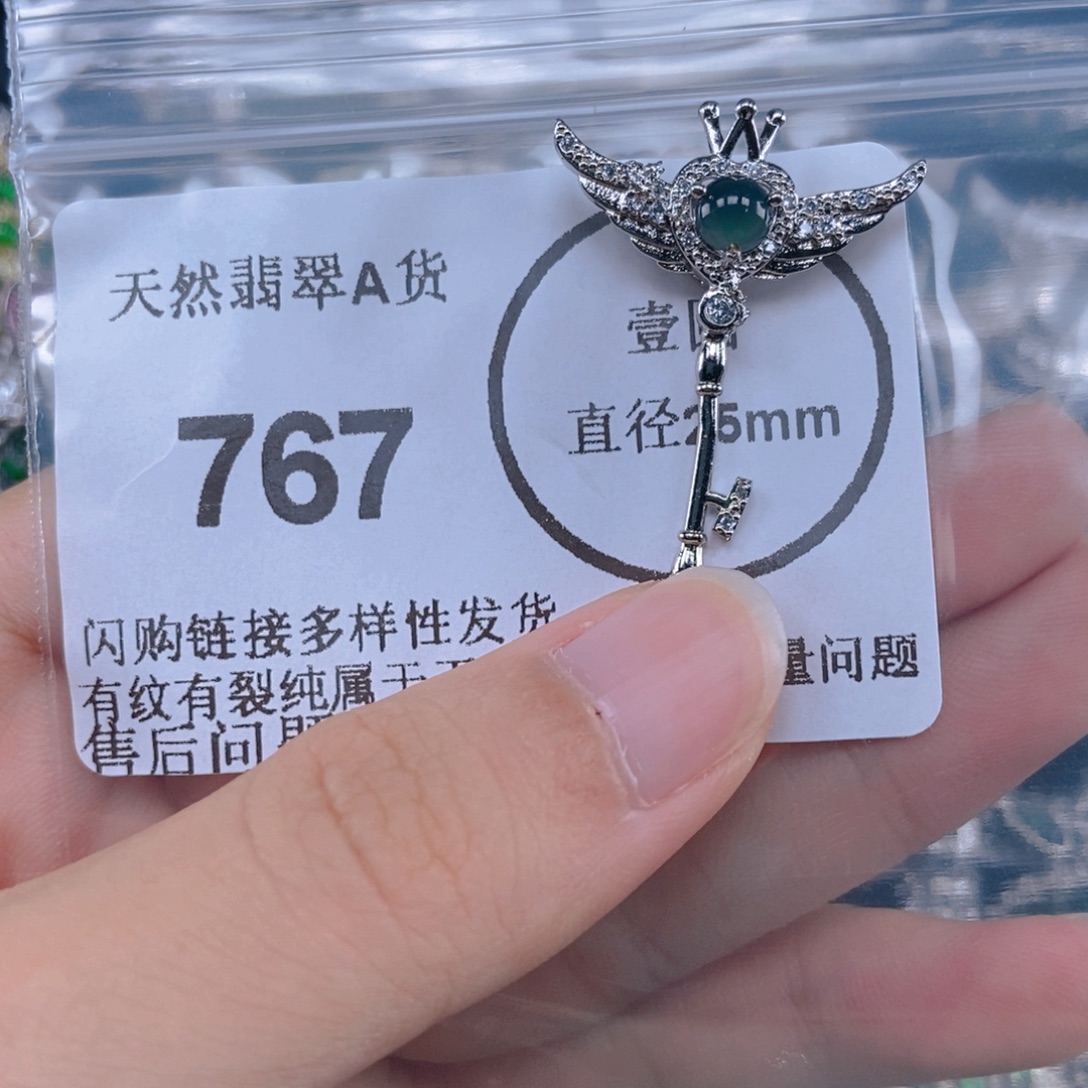 天然翡翠A货
767
壹
直径25mm
闪购链接多样性发货
有纹有裂纯属 量问题
售后问题